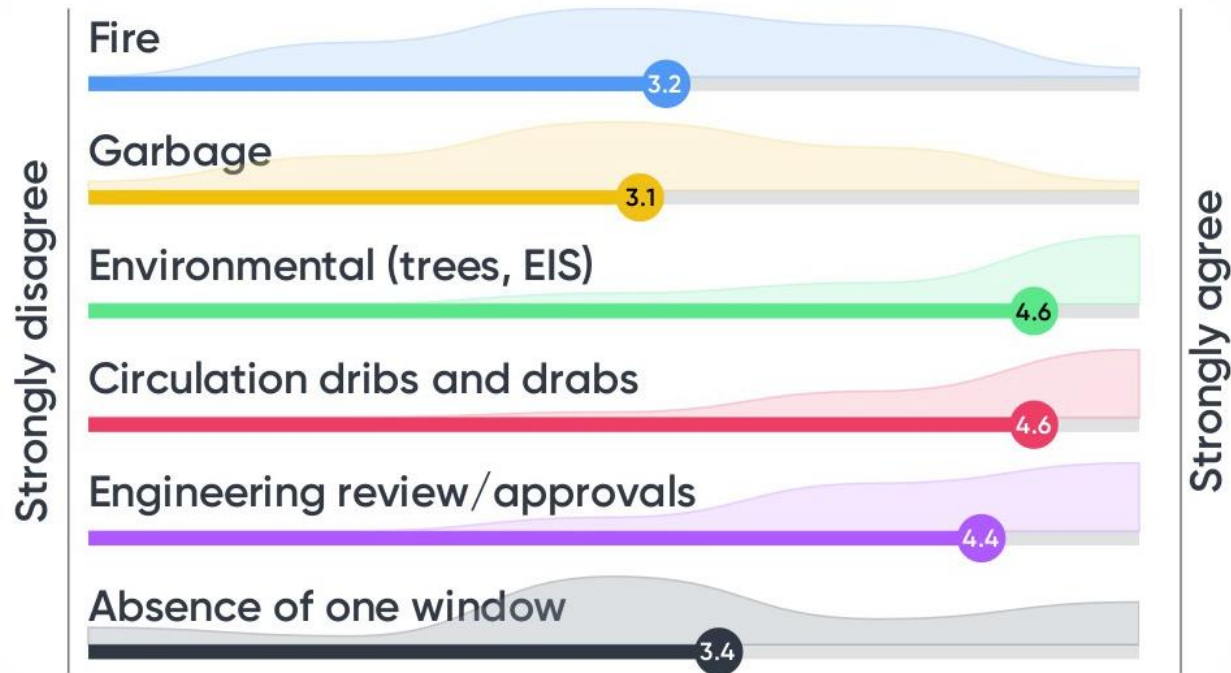 Strongly disagree
Fire
3.2
Garbage
3.1
Environmental (trees, EIS)
4.6
Circulation dribs and drabs
4.6
Engineering review/approvals
4.4
Absence of one window
3.4
Strongly agree